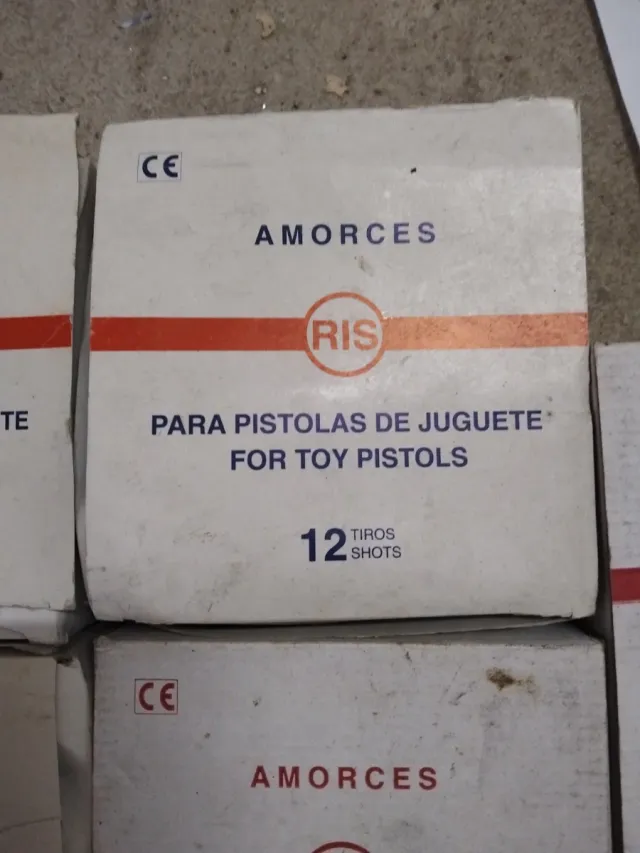 CE
AMORCES
RIS
PARA PISTOLAS DE JUGUETE
FOR TOY PISTOLS
12 TIROS
SHOTS
TE
CE
AMORCES